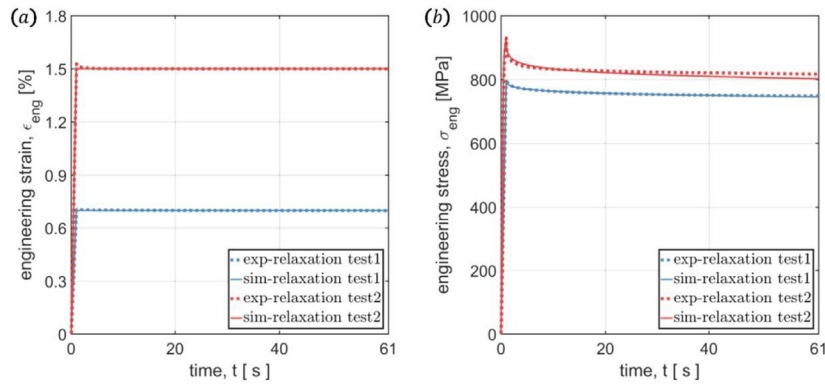 (a)
1.8
1.5
1.2
0.9
0.6
0.3
0
engineering strain, ϵeng [%]
0
20
40
61
time, t [ s ]
exp-relaxation test1
sim-relaxation test1
exp-relaxation test2
sim-relaxation test2
(b)
1000
800
600
400
200
0
engineering stress, σeng [MPa]
0
20
40
61
time, t [ s ]
exp-relaxation test1
sim-relaxation test1
exp-relaxation test2
sim-relaxation test2